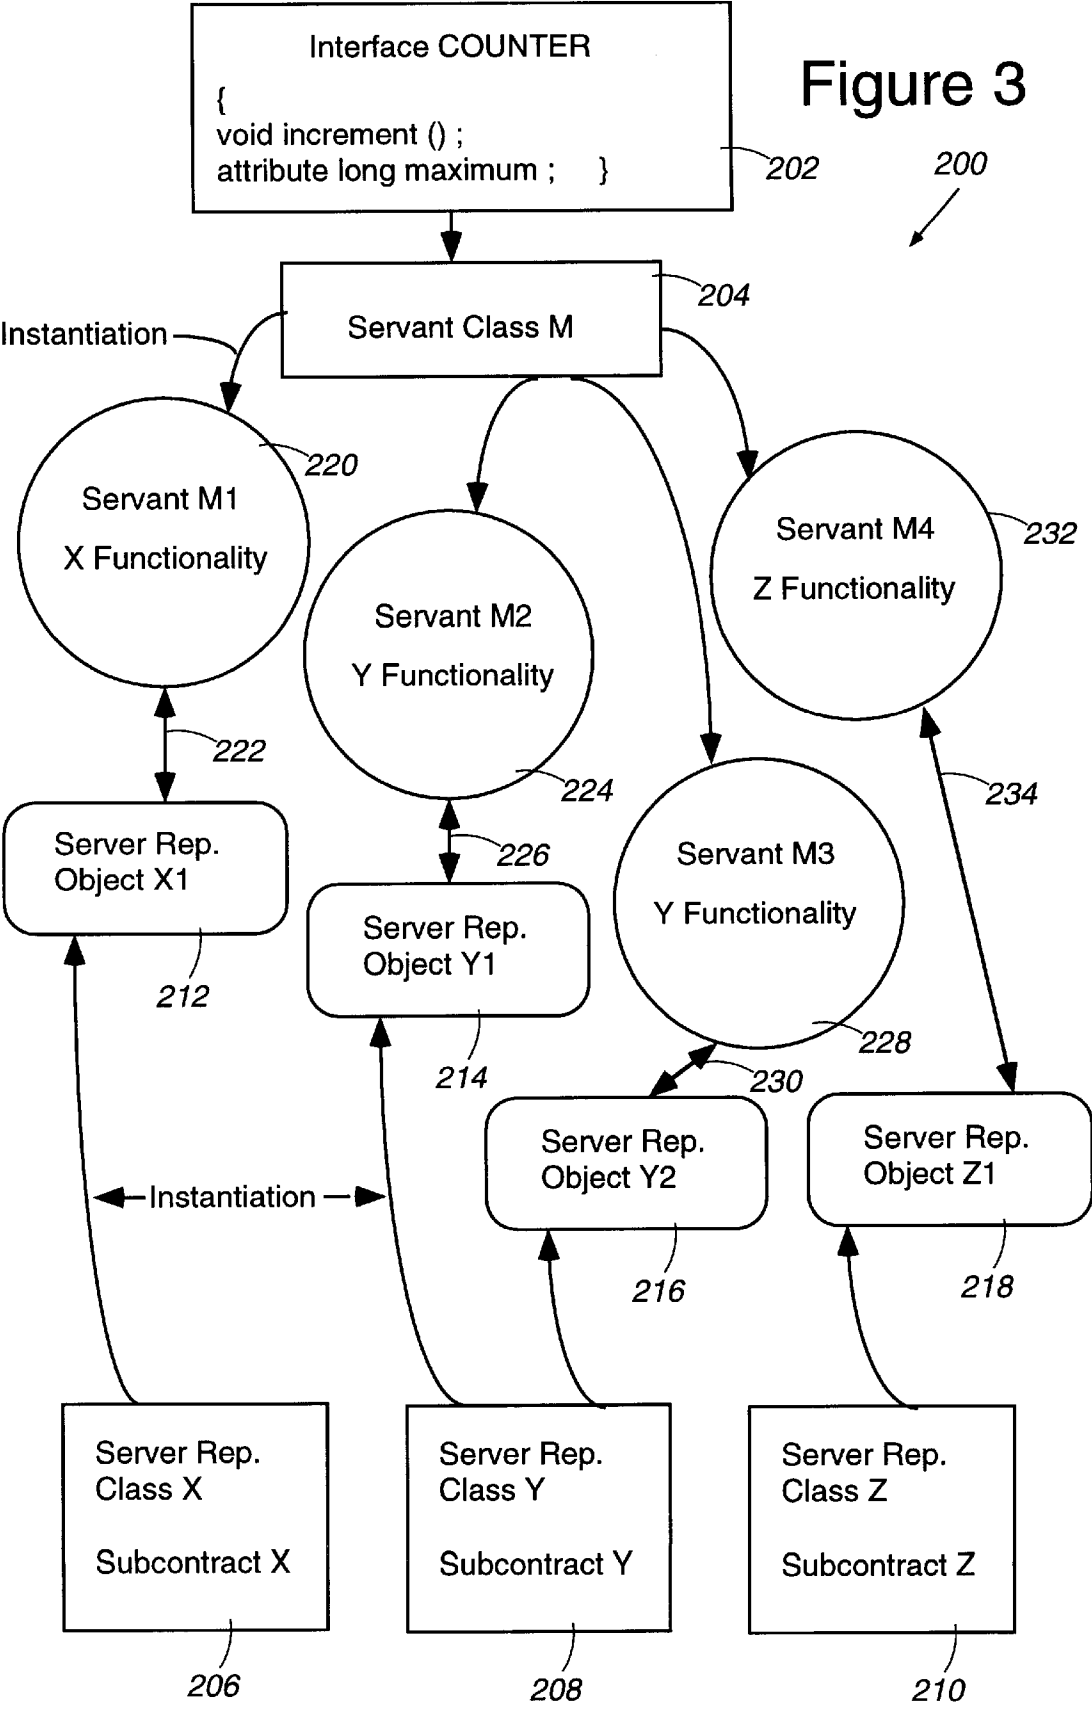 Interface COUNTER
{
void increment () ;
attribute long maximum ; }
Figure 3
202
200
204
Servant Class M
Instantiation
220
Servant M1
X Functionality
232
Servant M4
Z Functionality
Servant M2
Y Functionality
222
224
234
226
Servant M3
Y Functionality
Server Rep.
Object X1
Server Rep.
Object Y1
212
228
214
230
Server Rep.
Object Y2
Server Rep.
Object Z1
Instantiation
216
218
Server Rep.
Class X
Subcontract X
Server Rep.
Class Y
Subcontract Y
Server Rep.
Class Z
Subcontract Z
206
208
210